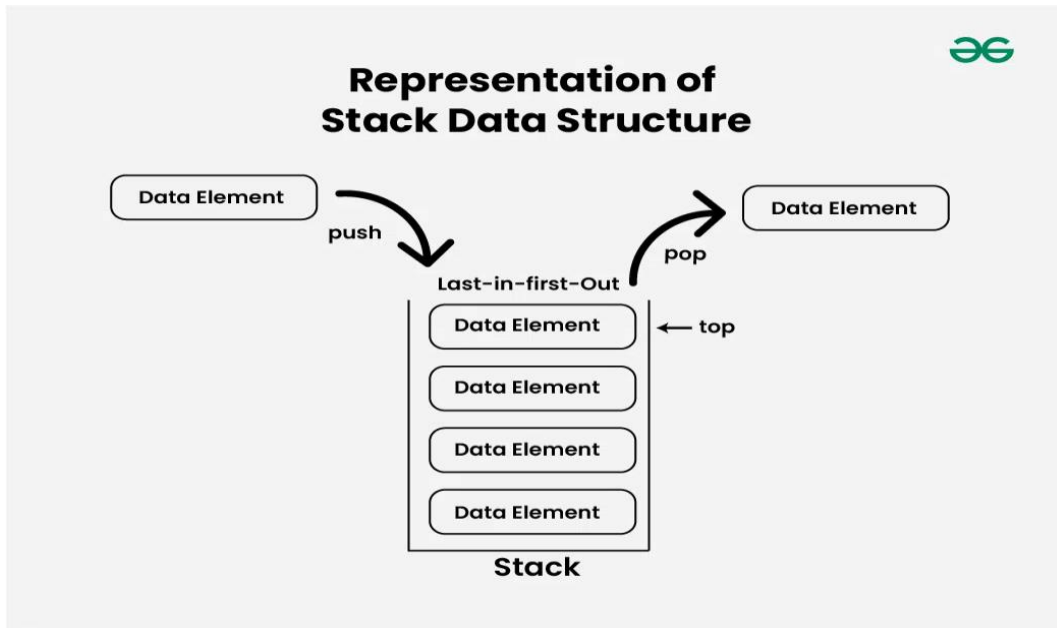 Representation of
Stack Data Structure
Data Element
push
pop
Data Element
Last-in-first-Out
Data Element
top
Data Element
Data Element
Data Element
Stack